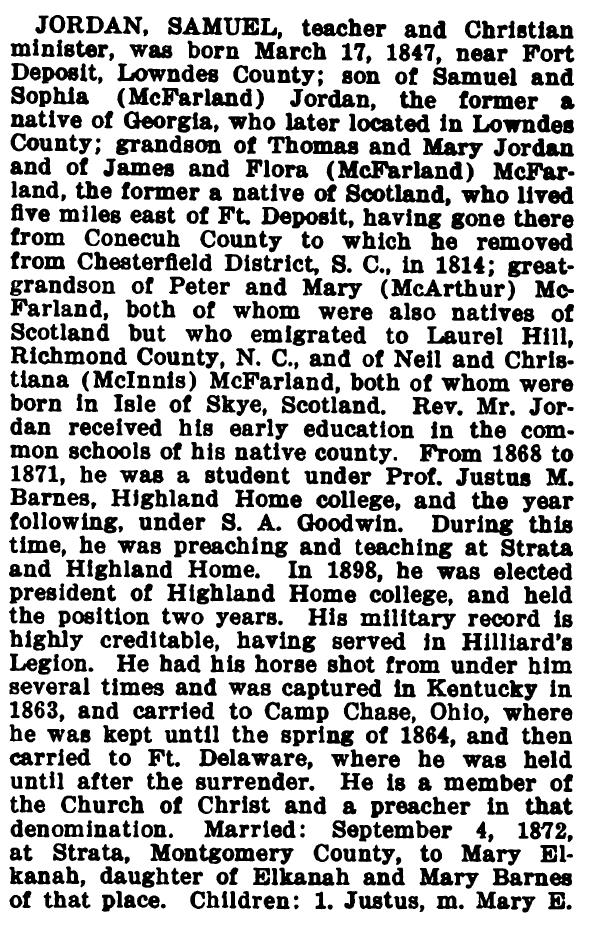 JORDAN, SAMUEL, teacher and Christian
minister, was born March 17, 1847, near Fort
Deposit, Lowndes County; son of Samuel and
Sophia (McFarland) Jordan, the former a
native of Georgia, who later located in Lowndes
County; grandson of Thomas and Mary Jordan
and of James and Flora (McFarland) McFar-
land, the former a native of Scotland, who lived
five miles east of Ft. Deposit, having gone there
from Conecuh County to which he removed
from Chesterfield District, S. C., in 1814; great-
grandson of Peter and Mary (McArthur) Mc-
Farland, both of whom were also natives of
Scotland but who emigrated to Laurel Hill,
Richmond County, N. C., and of Neil and Chris-
tiana (McInnis) McFarland, both of whom were
born in Isle of Skye, Scotland. Rev. Mr. Jor-
dan received his early education in the com-
mon schools of his native county. From 1868 to
1871, he was a student under Prof. Justus M.
Barnes, Highland Home college, and the year
following, under S. A. Goodwin. During this
time, he was preaching and teaching at Strata
and Highland Home. In 1898, he was elected
president of Highland Home college, and held
the position two years. His military record is
highly creditable, having served in Hilliard's
Legion. He had his horse shot from under him
several times and was captured in Kentucky in
1863, and carried to Camp Chase, Ohio, where
he was kept until the spring of 1864, and then
carried to Ft. Delaware, where he was held
until after the surrender. He is a member of
the Church of Christ and a preacher in that
denomination. Married: September 4, 1872,
at Strata, Montgomery County, to Mary El-
kanah, daughter of Elkanah and Mary Barnes
of that place. Children: 1. Justus, m. Mary E.